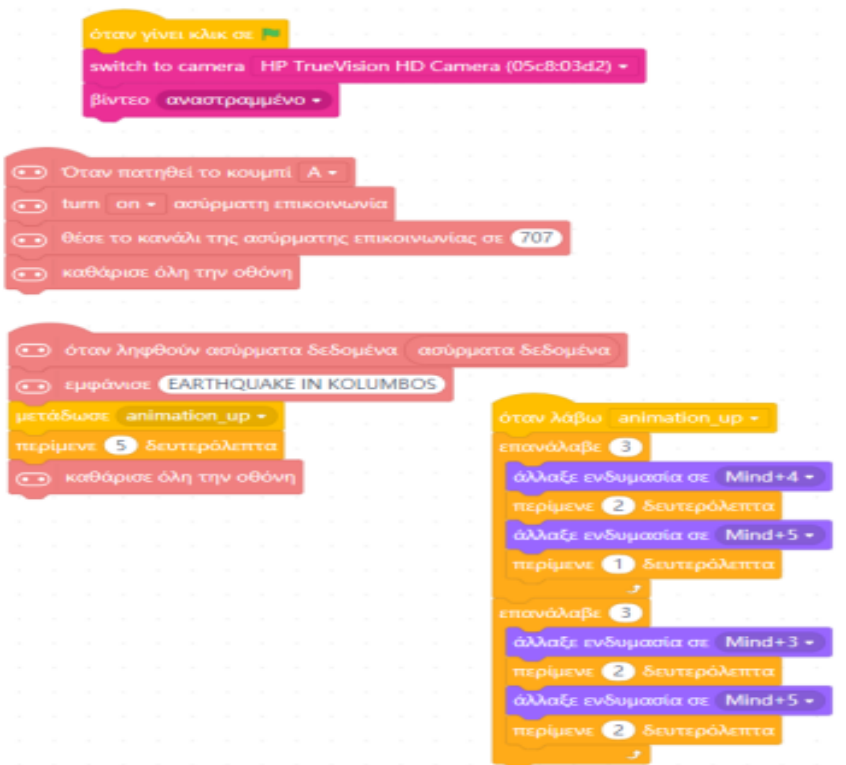 όταν γίνει κλικ σε
switch to camera HP TrueVision HD Camera (05c8:03d2)
βίντεο αναστραμμένο
Όταν πατηθεί το κουμπί A
turn on ασύρματη επικοινωνία
θέσε το κανάλι της ασύρματης επικοινωνίας σε 707
καθάρισε όλη την οθόνη
όταν ληφθούν ασύρματα δεδομένα ασύρματα δεδομένα
εμφάνισε EARTHQUAKE IN KOLUMBOS
μετάδωσε animation_up
περίμενε 5 δευτερόλεπτα
καθάρισε όλη την οθόνη
όταν λάβω animation_up
επανάλαβε 3
άλλαξε ενδυμασία σε Mind+4
περίμενε 2 δευτερόλεπτα
άλλαξε ενδυμασία σε Mind+5
περίμενε 1 δευτερόλεπτα
επανάλαβε 3
άλλαξε ενδυμασία σε Mind+3
περίμενε 2 δευτερόλεπτα
άλλαξε ενδυμασία σε Mind+5
περίμενε 2 δευτερόλεπτα